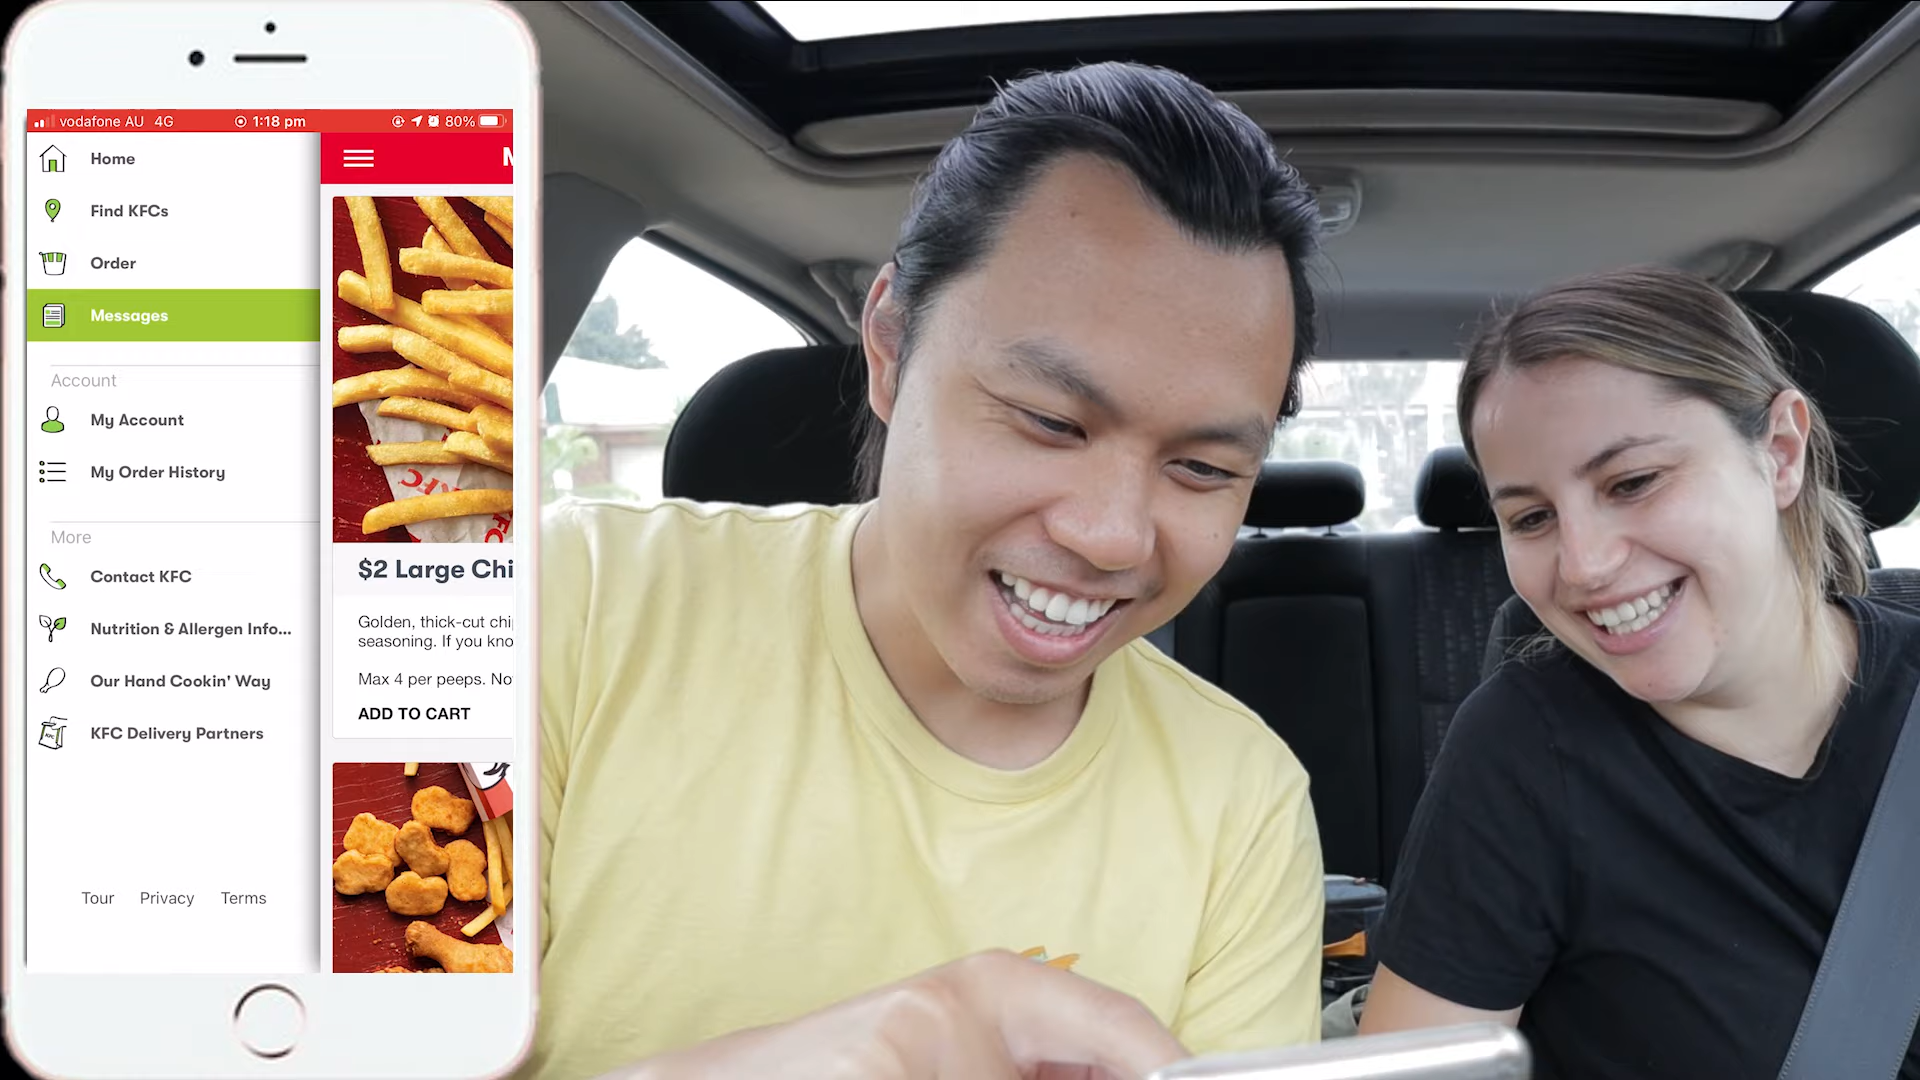 vodafone AU 4G 1:18 pm 80%
Home
Find KFCs
Order
Messages
Account
My Account
My Order History
More
Contact KFC
Nutrition & Allergen Info...
Our Hand Cookin' Way
KFC Delivery Partners
Tour Privacy Terms
M
KFC
KFC
$2 Large Chi
Golden, thick-cut chi
seasoning. If you kno
Max 4 per peeps. No
ADD TO CART